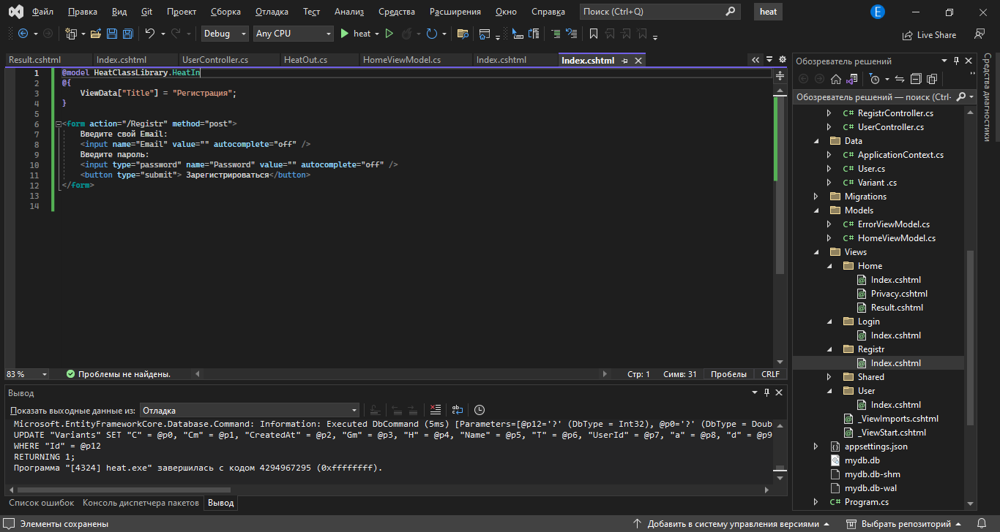 Файл Правка Вид Git Проект Сборка Отладка Тест Анализ Средства Расширения Окно Справка Поиск (Ctrl+Q) heat E
Debug Any CPU heat Live Share
Result.cshtml Index.cshtml UserController.cs HeatOut.cs HomeViewModel.cs Index.cshtml Index.cshtml
1 @model HeatClassLibrary.HeatIn
2 @{
3 ViewData["Title"] = "Регистрация";
4 }
5
6 <form action="/Registr" method="post">
7 Введите свой Email:
8 <input name="Email" value="" autocomplete="off" />
9 Введите пароль:
10 <input type="password" name="Password" value="" autocomplete="off" />
11 <button type="submit"> Зарегистрироваться</button>
12 </form>
13
14
83 % Проблемы не найдены. Стр: 1 Симв: 31 Пробелы CRLF
Вывод
Показать выходные данные из: Отладка
Microsoft.EntityFrameworkCore.Database.Command: Information: Executed DbCommand (5ms) [Parameters=[@p12='?' (DbType = Int32), @p0='?' (DbType = Doub
UPDATE "Variants" SET "C" = @p0, "Cm" = @p1, "CreatedAt" = @p2, "Gm" = @p3, "H" = @p4, "Name" = @p5, "T" = @p6, "UserId" = @p7, "a" = @p8, "d" = @p9
WHERE "Id" = @p12
RETURNING 1;
Программа "[4324] heat.exe" завершилась с кодом 4294967295 (0xffffffff).
Список ошибок Консоль диспетчера пакетов Вывод
Обозреватель решений
Обозреватель решений — поиск (Ctrl-
C# RegistrController.cs
C# UserController.cs
Data
C# ApplicationContext.cs
C# User.cs
C# Variant .cs
Migrations
Models
C# ErrorViewModel.cs
C# HomeViewModel.cs
Views
Home
Index.cshtml
Privacy.cshtml
Result.cshtml
Login
Index.cshtml
Registr
Index.cshtml
Shared
User
Index.cshtml
_ViewImports.cshtml
_ViewStart.cshtml
appsettings.json
mydb.db
mydb.db-shm
mydb.db-wal
C# Program.cs
Средства диагностики
Элементы сохранены Добавить в систему управления версиями Выбрать репозиторий